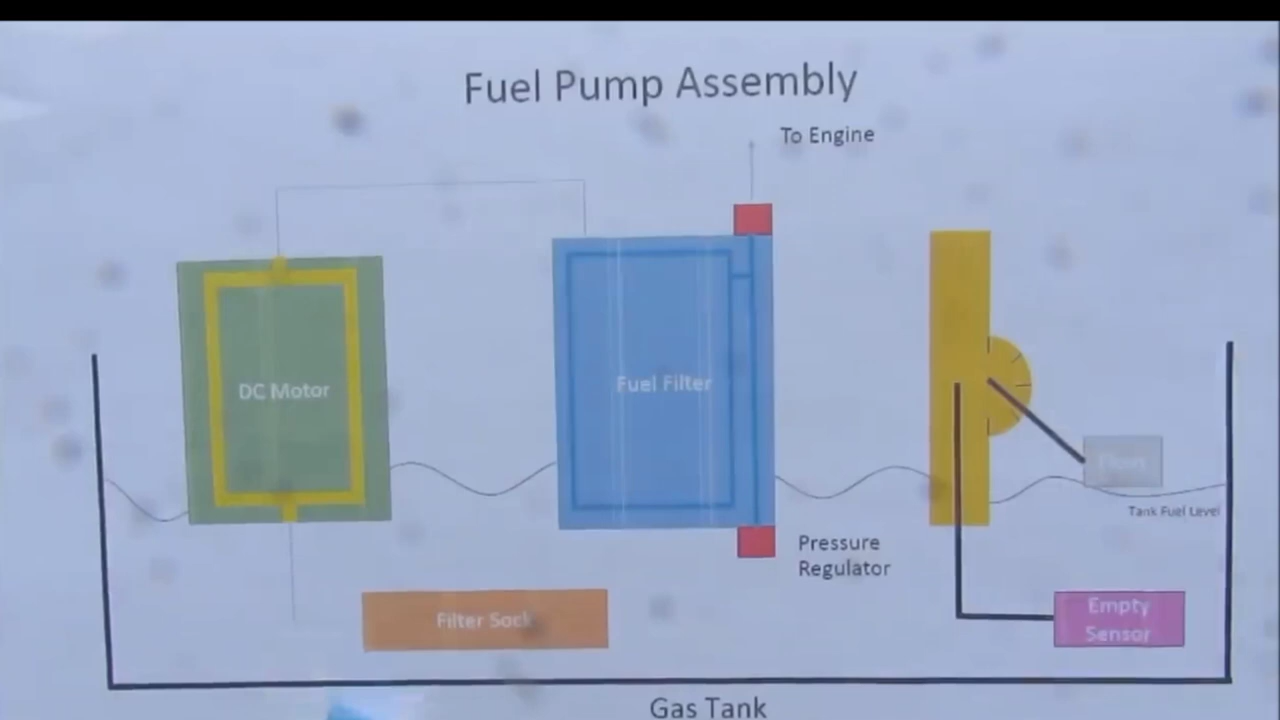 Fuel Pump Assembly
To Engine
DC Motor
Fuel Filter
Float
Tank Fuel Level
Pressure
Regulator
Filter Sock
Empty
Sensor
Gas Tank